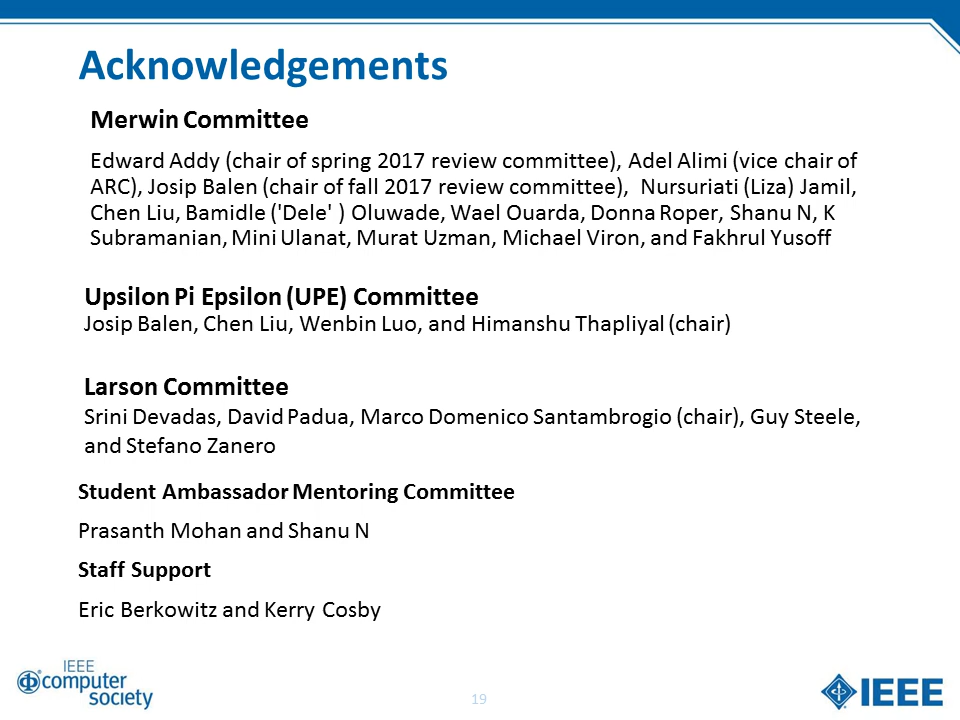 Acknowledgements
Merwin Committee
Edward Addy (chair of spring 2017 review committee), Adel Alimi (vice chair of
ARC), Josip Balen (chair of fall 2017 review committee),  Nursuriati (Liza) Jamil,
Chen Liu, Bamidle ('Dele' ) Oluwade, Wael Ouarda, Donna Roper, Shanu N, K
Subramanian, Mini Ulanat, Murat Uzman, Michael Viron, and Fakhrul Yusoff
Upsilon Pi Epsilon (UPE) Committee
Josip Balen, Chen Liu, Wenbin Luo, and Himanshu Thapliyal (chair)
Larson Committee
Srini Devadas, David Padua, Marco Domenico Santambrogio (chair), Guy Steele,
and Stefano Zanero
Student Ambassador Mentoring Committee
Prasanth Mohan and Shanu N
Staff Support
Eric Berkowitz and Kerry Cosby
IEEE
computer
society
19
IEEE